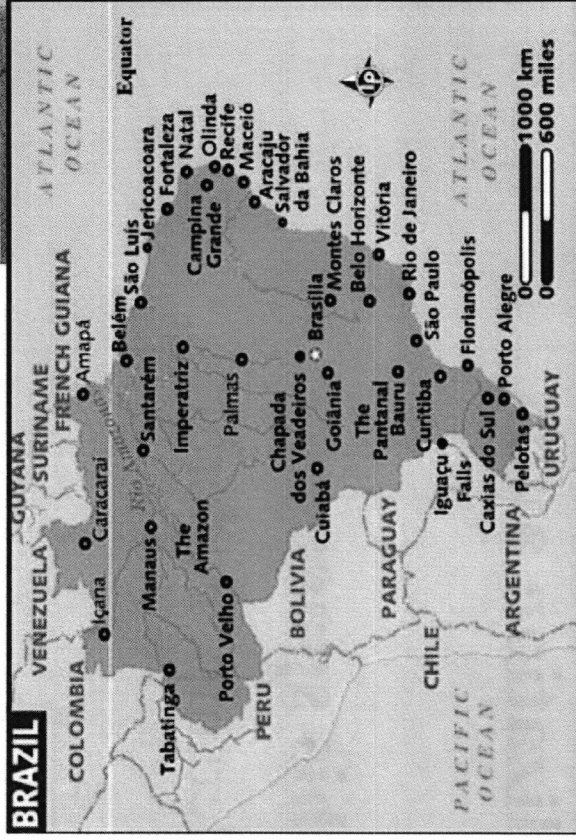 BRAZIL
ATLANTIC
OCEAN
GUYANA
SURINAME
FRENCH GUIANA
VENEZUELA
COLOMBIA
Equator
Amapá
Caracarai
Içana
Belém
São Luís
Jericoacoara
Fortaleza
Natal
Olinda
Recife
Maceió
Aracaju
Salvador
da Bahia
Campina
Grande
Santarém
Rio Amazonas
Manaus
The
Amazon
Imperatriz
Tabatinga
Porto Velho
Palmas
PERU
BOLIVIA
Chapada
dos Veadeiros
Brasília
Cuiabá
Goiânia
Montes Claros
Belo Horizonte
Vitória
The
Pantanal
Bauru
Rio de Janeiro
São Paulo
PARAGUAY
Curitiba
Iguaçu
Falls
Florianópolis
CHILE
Caxias do Sul
Porto Alegre
Pelotas
ARGENTINA
URUGUAY
PACIFIC
OCEAN
ATLANTIC
OCEAN
LP
0 1000 km
0 600 miles